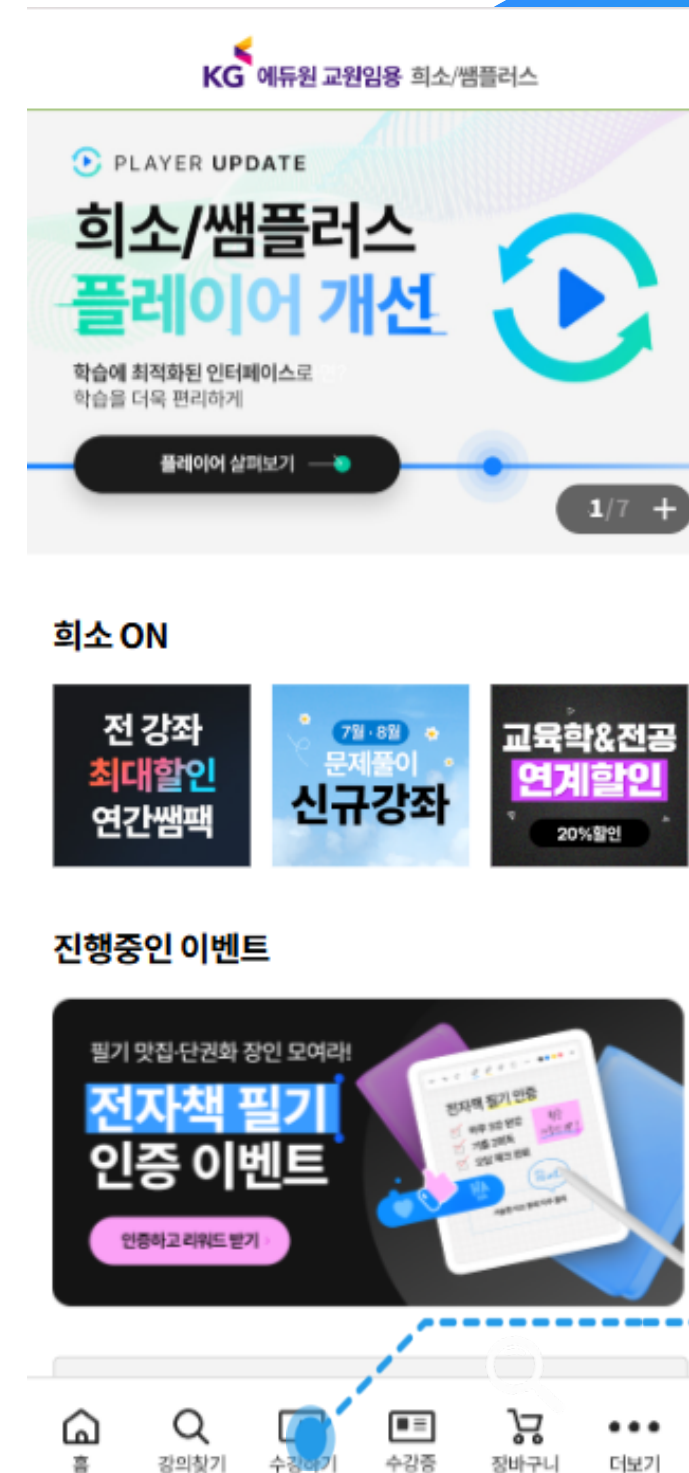 KG 에듀원 교원임용 희소/쌤플러스
PLAYER UPDATE
희소/쌤플러스
플레이어 개선
학습에 최적화된 인터페이스로
학습을 더욱 편리하게
플레이어 살펴보기
1/7 +
희소 ON
전 강좌
최대할인
연간쌤팩
7월·8월
문제풀이
신규강좌
교육학&전공
연계할인
20%할인
진행중인 이벤트
필기 맛집·단권화 장인 모여라!
전자책 필기
인증 이벤트
인증하고 리워드 받기
전자책 필기 인증
홈
강의찾기
수강하기
수강증
장바구니
더보기